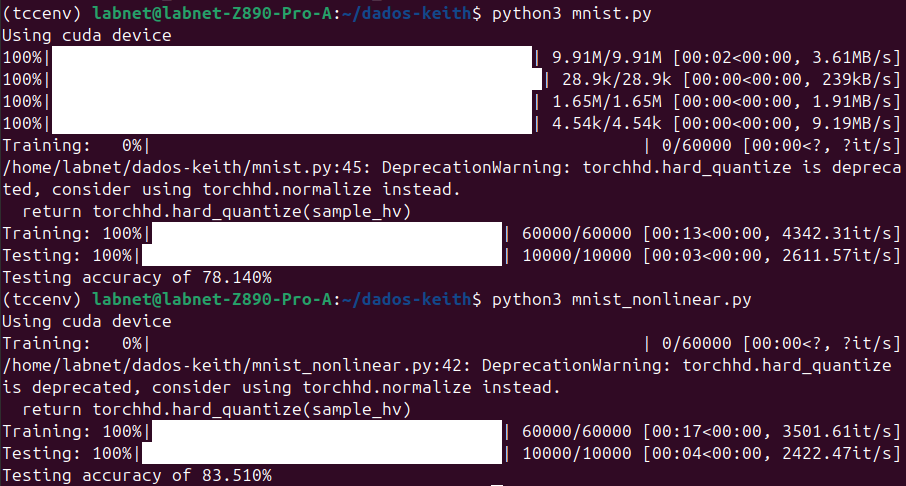 (tccenv) labnet@labnet-Z890-Pro-A:~/dados-keith$ python3 mnist.py
Using cuda device
100%| | 9.91M/9.91M [00:02<00:00, 3.61MB/s]
100%| | 28.9k/28.9k [00:00<00:00, 239kB/s]
100%| | 1.65M/1.65M [00:00<00:00, 1.91MB/s]
100%| | 4.54k/4.54k [00:00<00:00, 9.19MB/s]
Training:   0%| | 0/60000 [00:00<?, ?it/s]
/home/labnet/dados-keith/mnist.py:45: DeprecationWarning: torchhd.hard_quantize is depreca
ted, consider using torchhd.normalize instead.
  return torchhd.hard_quantize(sample_hv)
Training: 100%| | 60000/60000 [00:13<00:00, 4342.31it/s]
Testing: 100%| | 10000/10000 [00:03<00:00, 2611.57it/s]
Testing accuracy of 78.140%
(tccenv) labnet@labnet-Z890-Pro-A:~/dados-keith$ python3 mnist_nonlinear.py
Using cuda device
Training:   0%| | 0/60000 [00:00<?, ?it/s]
/home/labnet/dados-keith/mnist_nonlinear.py:42: DeprecationWarning: torchhd.hard_quantize
is deprecated, consider using torchhd.normalize instead.
  return torchhd.hard_quantize(sample_hv)
Training: 100%| | 60000/60000 [00:17<00:00, 3501.61it/s]
Testing: 100%| | 10000/10000 [00:04<00:00, 2422.47it/s]
Testing accuracy of 83.510%